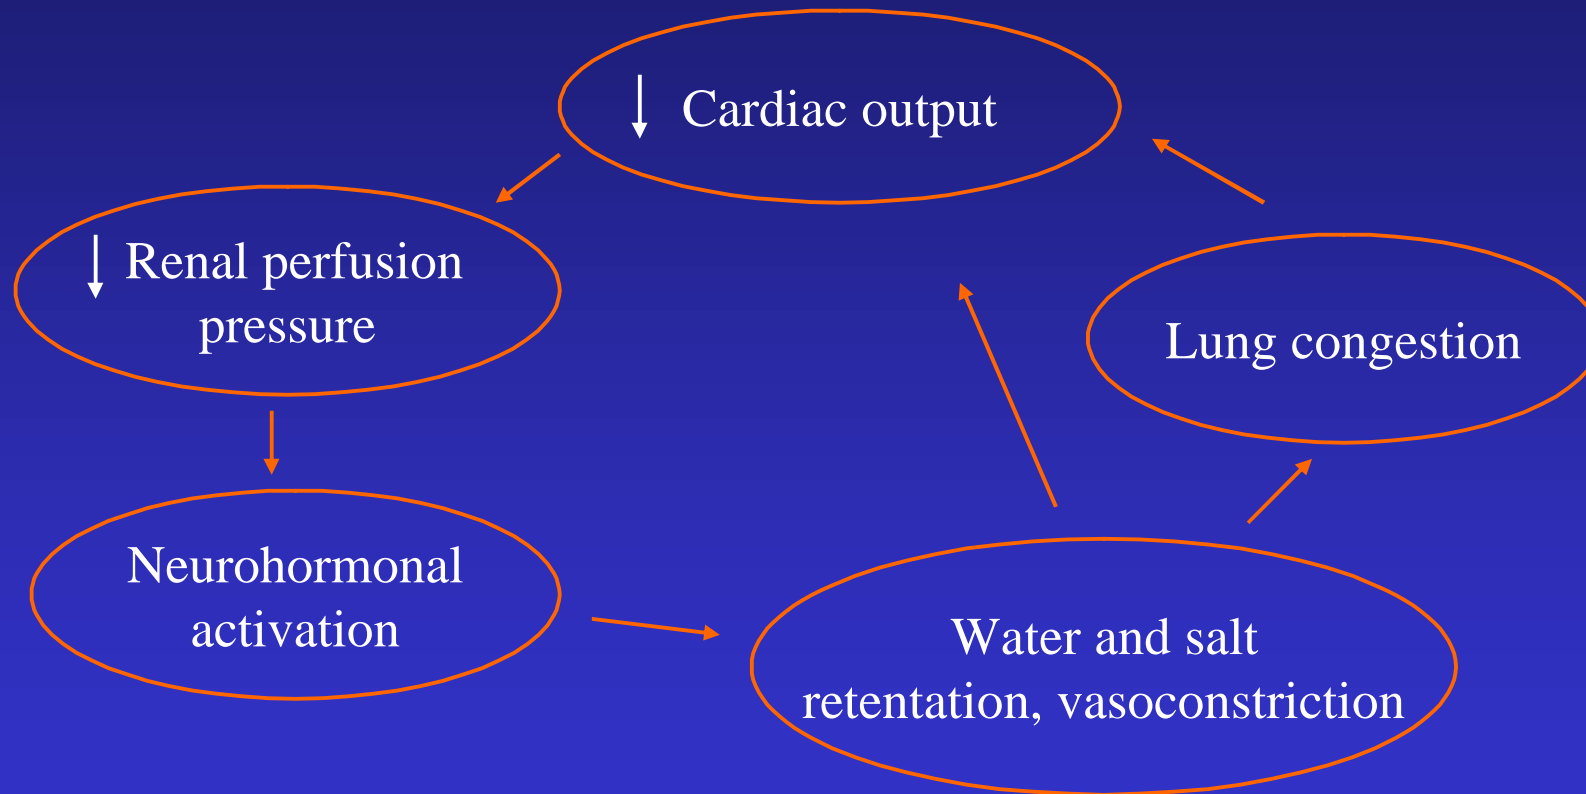 ↓ Cardiac output
↓ Renal perfusion
pressure
Lung congestion
Neurohormonal
activation
Water and salt
retentation, vasoconstriction